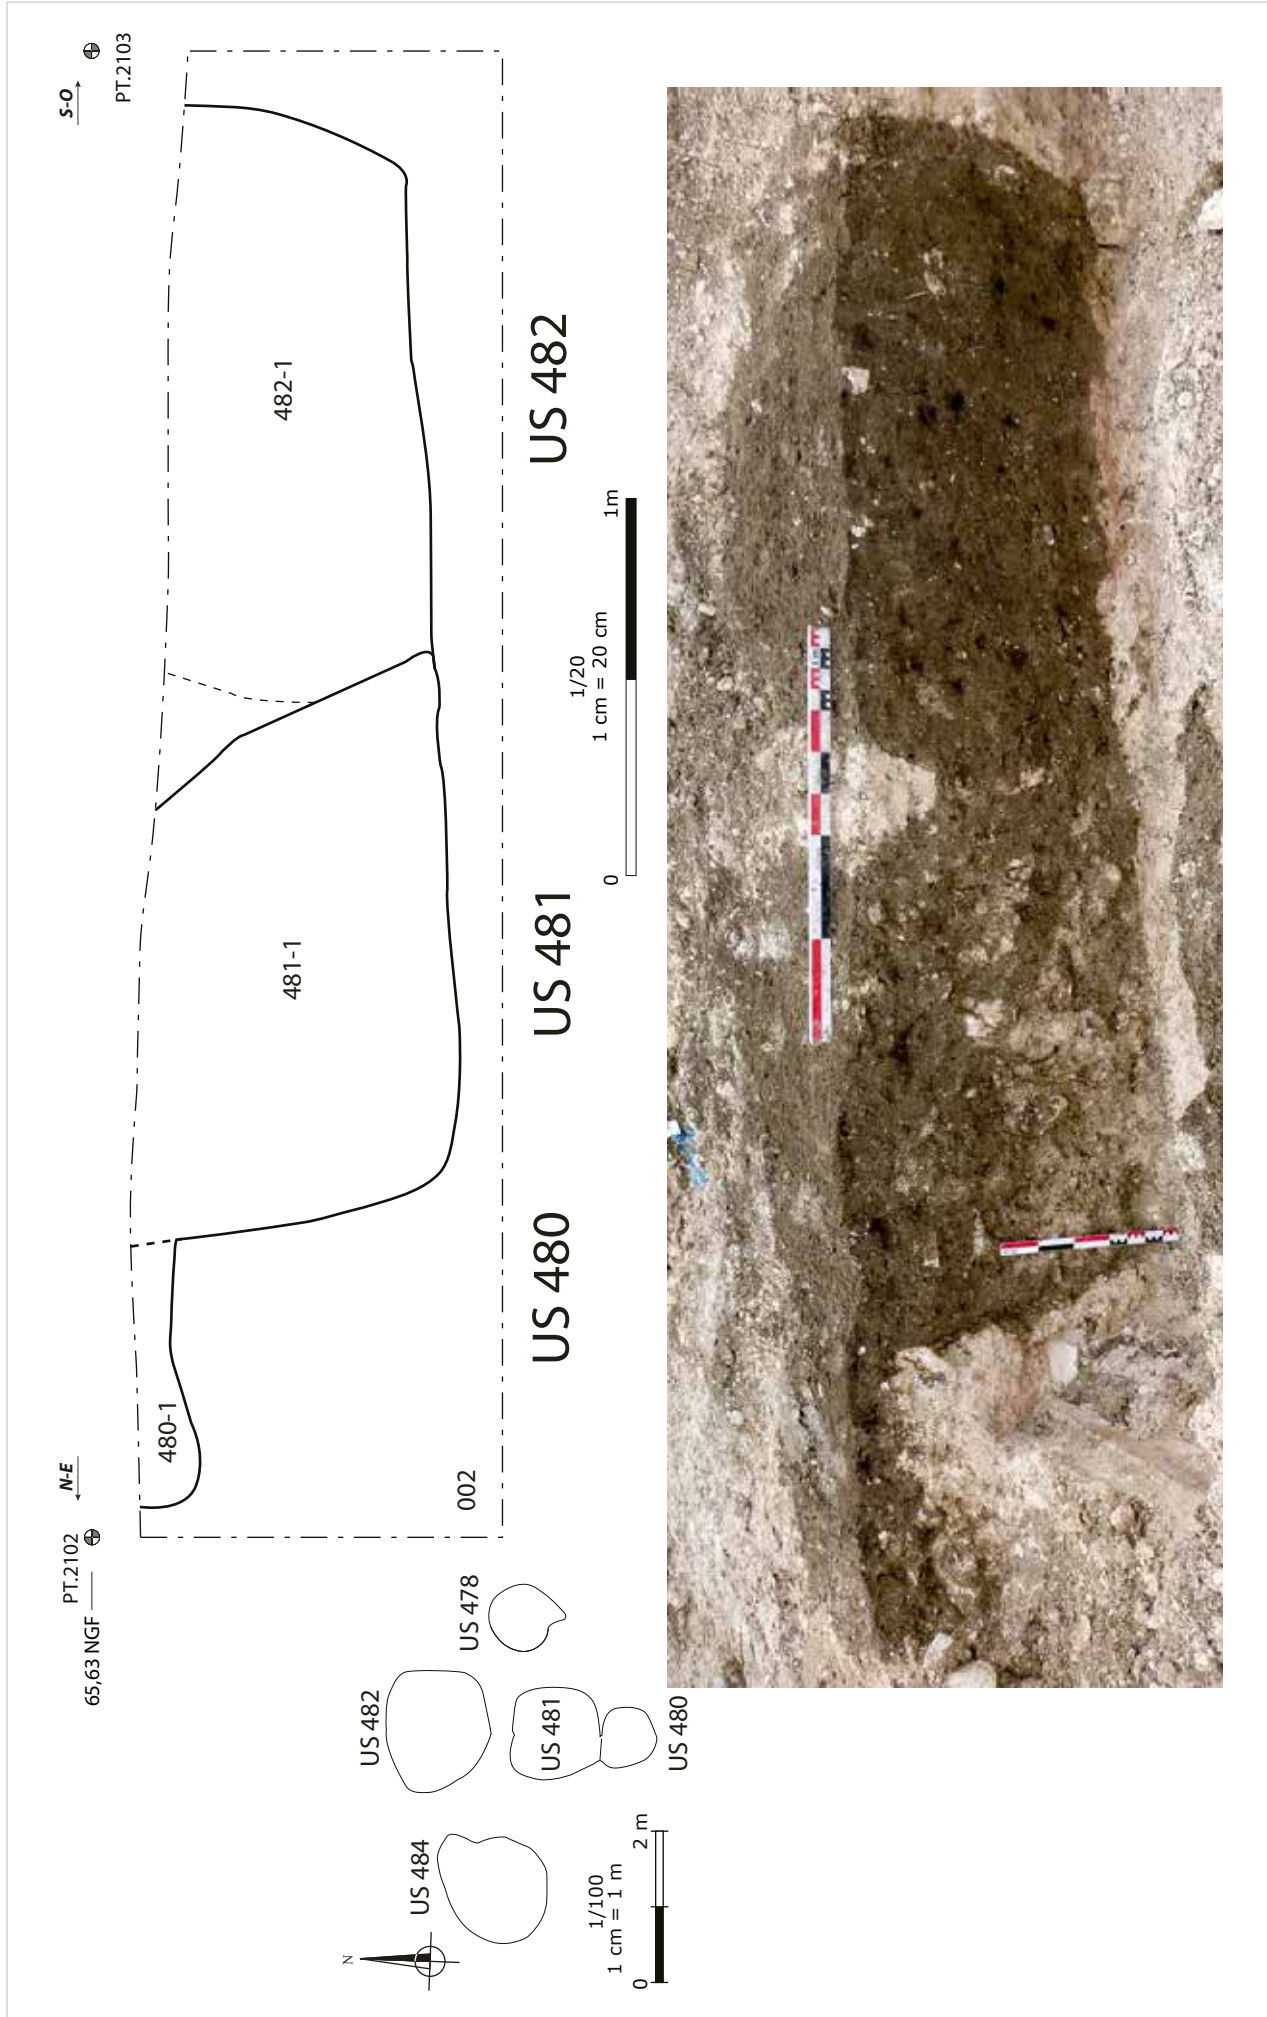 S-O
PT.2103
N-E
PT.2102
65,63 NGF
480-1
481-1
482-1
002
US 480
US 481
US 482
0
1m
1/20
1 cm = 20 cm
US 478
US 482
US 481
US 480
US 484
N
1/100
1 cm = 1 m
0
2 m